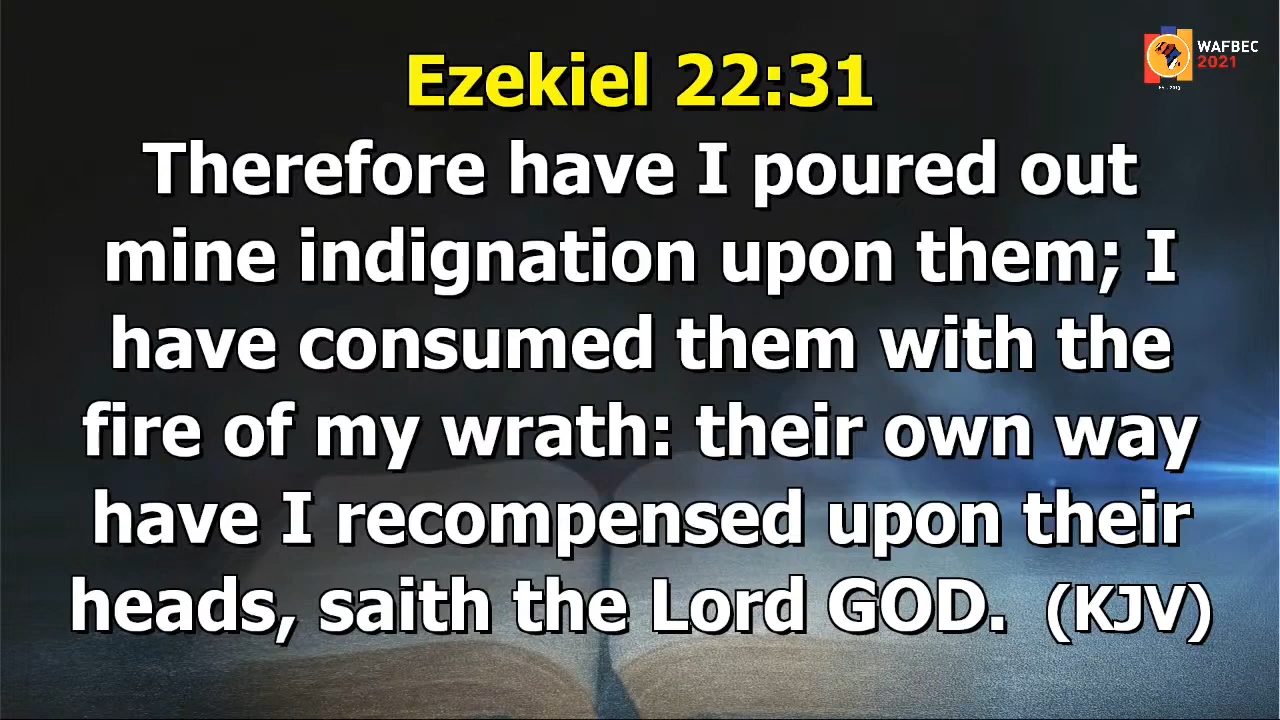 WAFBEC
2021
Ezekiel 22:31
Therefore have I poured out
mine indignation upon them; I
have consumed them with the
fire of my wrath: their own way
have I recompensed upon their
heads, saith the Lord GOD. (KJV)